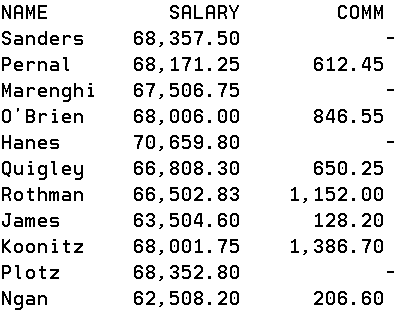 NAME SALARY COMM
Sanders 68,357.50 -
Pernal 68,171.25 612.45
Marenghi 67,506.75 -
O'Brien 68,006.00 846.55
Hanes 70,659.80 -
Quigley 66,808.30 650.25
Rothman 66,502.83 1,152.00
James 63,504.60 128.20
Koonitz 68,001.75 1,386.70
Plotz 68,352.80 -
Ngan 62,508.20 206.60